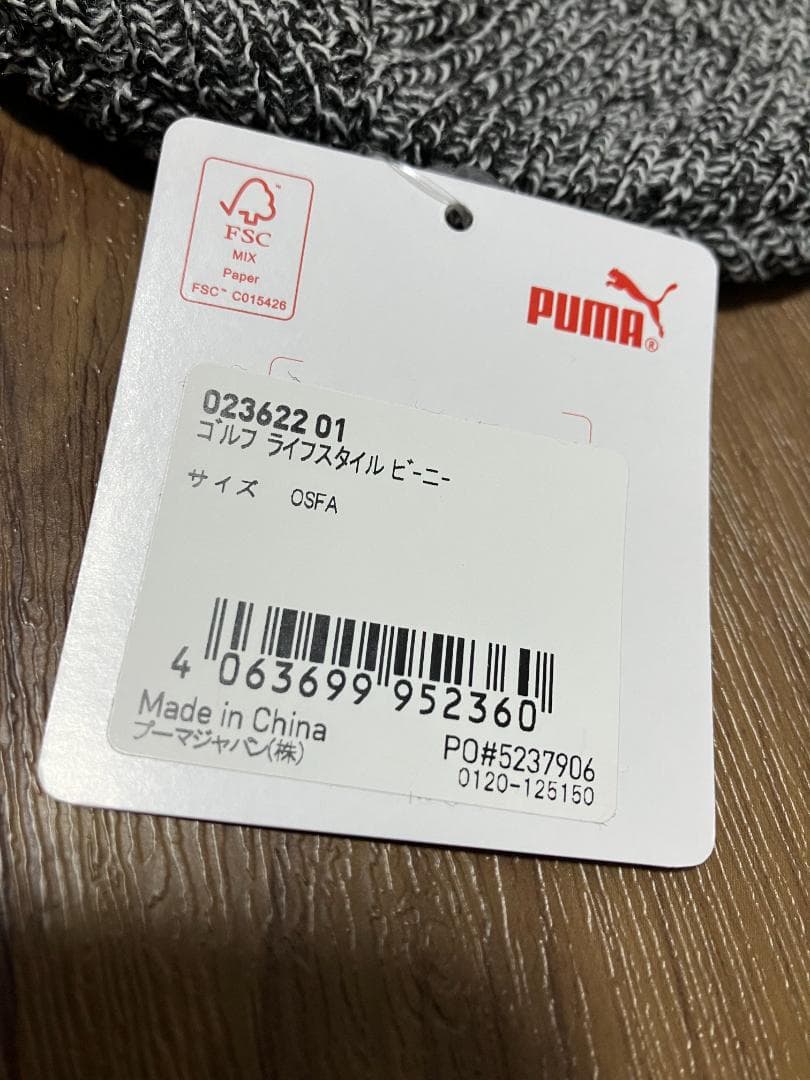 FSC™
MIX
Paper
FSC™ C015426
PUMA®
023622 01
ゴルフ ライフスタイル ビーニー
サイズ OSFA
4 063699 952360
Made in China
プーマジャパン(株)
PO#5237906
0120-125150